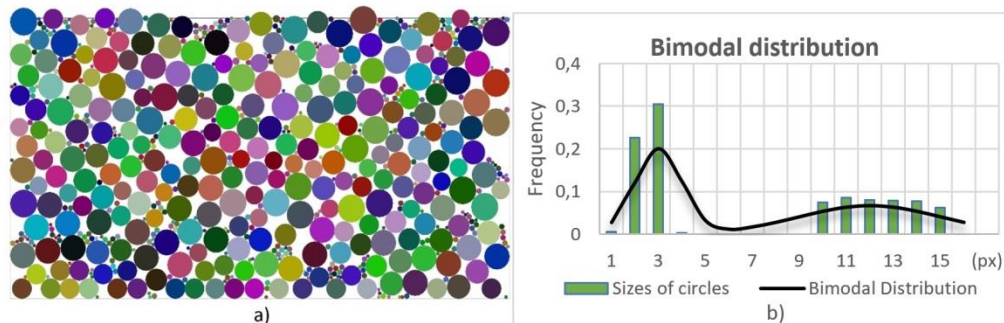 a)
Bimodal distribution
Frequency
0,4
0,3
0,2
0,1
0
1 3 5 7 9 11 13 15 (px)
Sizes of circles Bimodal Distribution
b)